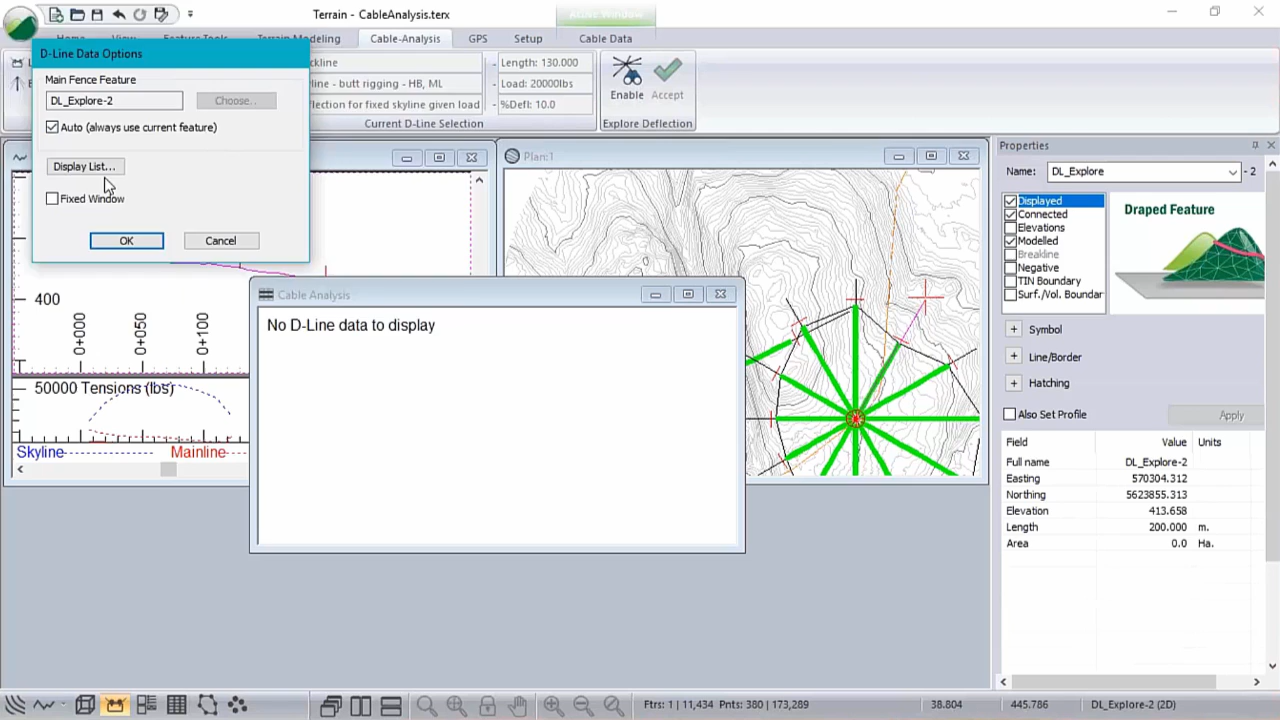 Terrain - CableAnalysis.terx
Active Window
Home
View
Feature Tools
Terrain Modeling
Cable-Analysis
GPS
Setup
Cable Data
D-Line Data Options
Main Fence Feature
DL_Explore-2
Choose..
Auto (always use current feature)
Display List...
Fixed Window
OK
Cancel
Length: 130.000
- butt rigging - HB, ML
Load: 20000lbs
for fixed skyline given load
%Defl: 10.0
Current D-Line Selection
Enable
Accept
Explore Deflection
400
0+000
0+050
0+100
50000 Tensions (lbs)
Skyline
Mainline
Plan:1
Cable Analysis
No D-Line data to display
Properties
Name:
DL_Explore
- 2
Displayed
Connected
Elevations
Modelled
Breakline
Negative
TIN Boundary
Surf./Vol. Boundar
Draped Feature
Symbol
Line/Border
Hatching
Also Set Profile
Apply
Field Value Units
Full name DL_Explore-2
Easting 570304.312
Northing 5623855.313
Elevation 413.658
Length 200.000 m.
Area 0.0 Ha.
Ftrs: 1 | 11,434 Pnts: 380 | 173,289
38.804
445.786
DL_Explore-2 (2D)